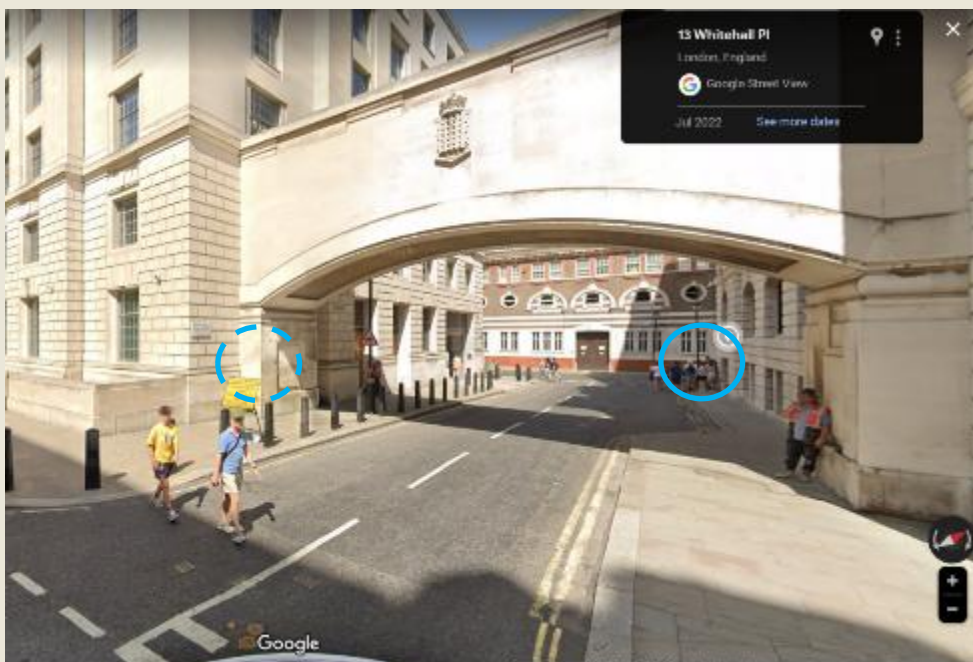 13 Whitehall Pl
London, England
Google Street View
Jul 2022
See more dates
Google